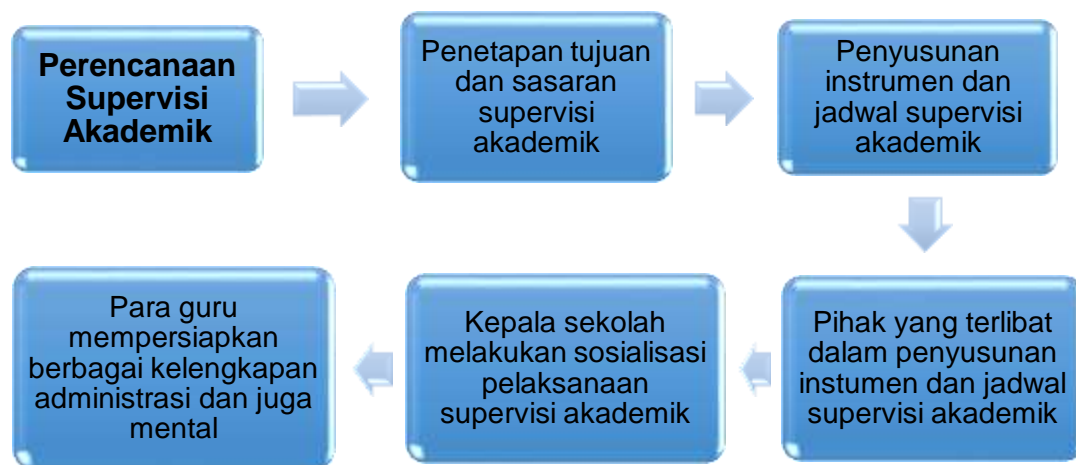 Perencanaan
Supervisi
Akademik
Penetapan tujuan
dan sasaran
supervisi
akademik
Penyusunan
instrumen dan
jadwal supervisi
akademik
Pihak yang terlibat
dalam penyusunan
instumen dan jadwal
supervisi akademik
Kepala sekolah
melakukan sosialisasi
pelaksanaan
supervisi akademik
Para guru
mempersiapkan
berbagai kelengkapan
administrasi dan juga
mental